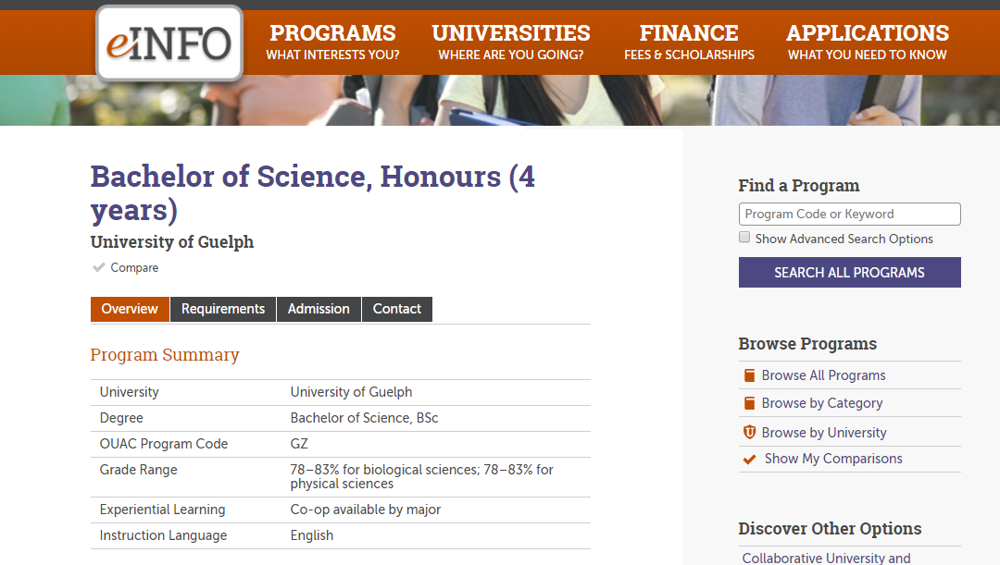 eINFO
PROGRAMS
WHAT INTERESTS YOU?
UNIVERSITIES
WHERE ARE YOU GOING?
FINANCE
FEES & SCHOLARSHIPS
APPLICATIONS
WHAT YOU NEED TO KNOW
Bachelor of Science, Honours (4
years)
University of Guelph
Compare
Overview
Requirements
Admission
Contact
Program Summary
University University of Guelph
Degree Bachelor of Science, BSc
OUAC Program Code GZ
Grade Range 78–83% for biological sciences; 78–83% for
physical sciences
Experiential Learning Co-op available by major
Instruction Language English
Find a Program
Program Code or Keyword
Show Advanced Search Options
SEARCH ALL PROGRAMS
Browse Programs
Browse All Programs
Browse by Category
Browse by University
Show My Comparisons
Discover Other Options
Collaborative University and